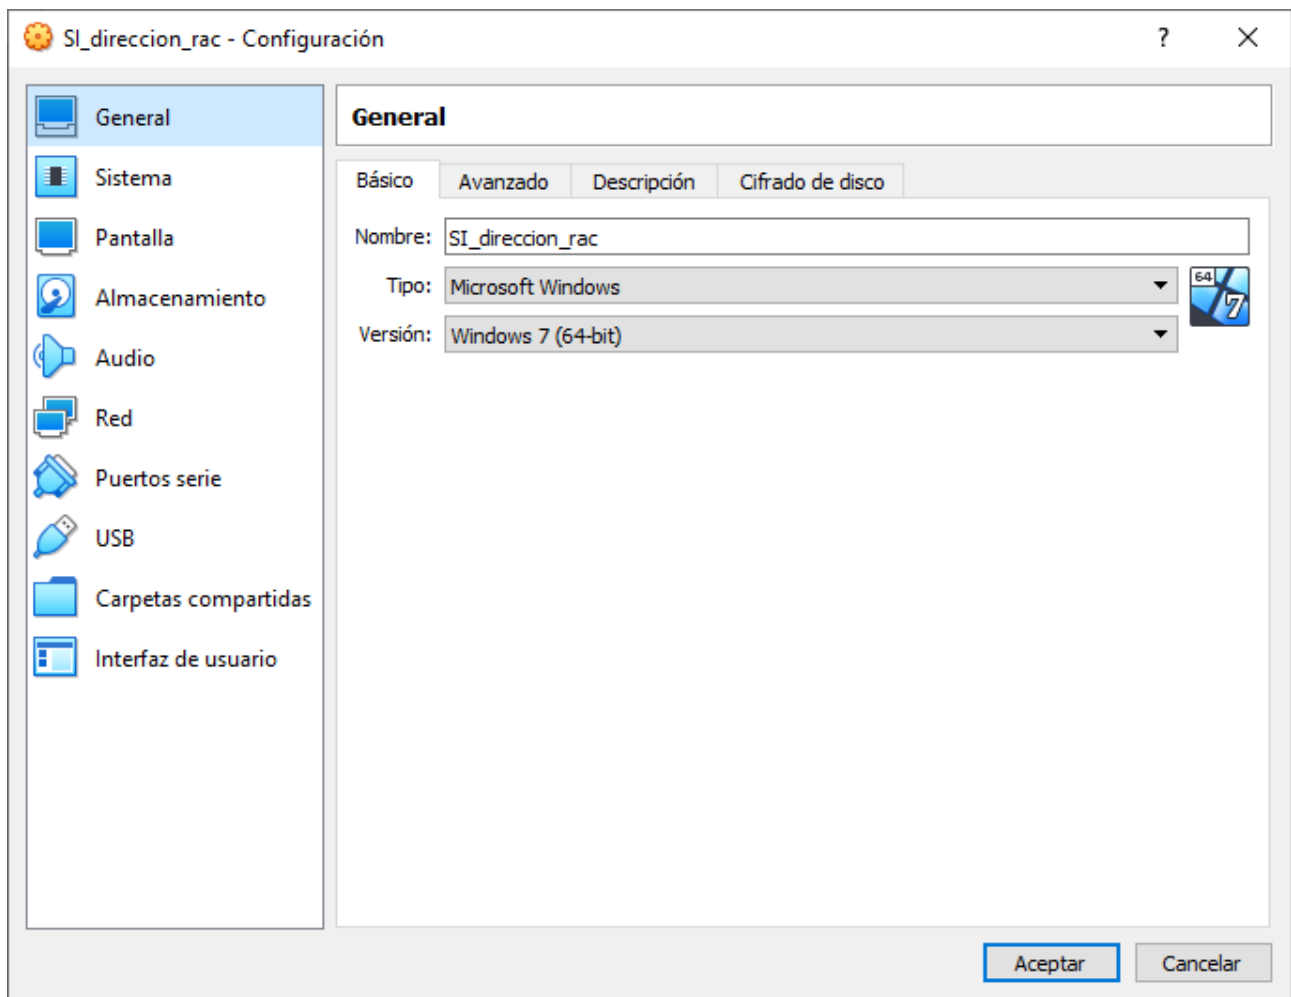 SI_direccion_rac - Configuración
?
General
Sistema
Pantalla
Almacenamiento
Audio
Red
Puertos serie
USB
Carpetas compartidas
Interfaz de usuario
General
Básico Avanzado Descripción Cifrado de disco
Nombre: SI_direccion_rac
Tipo: Microsoft Windows
64
7
Versión: Windows 7 (64-bit)
Aceptar Cancelar